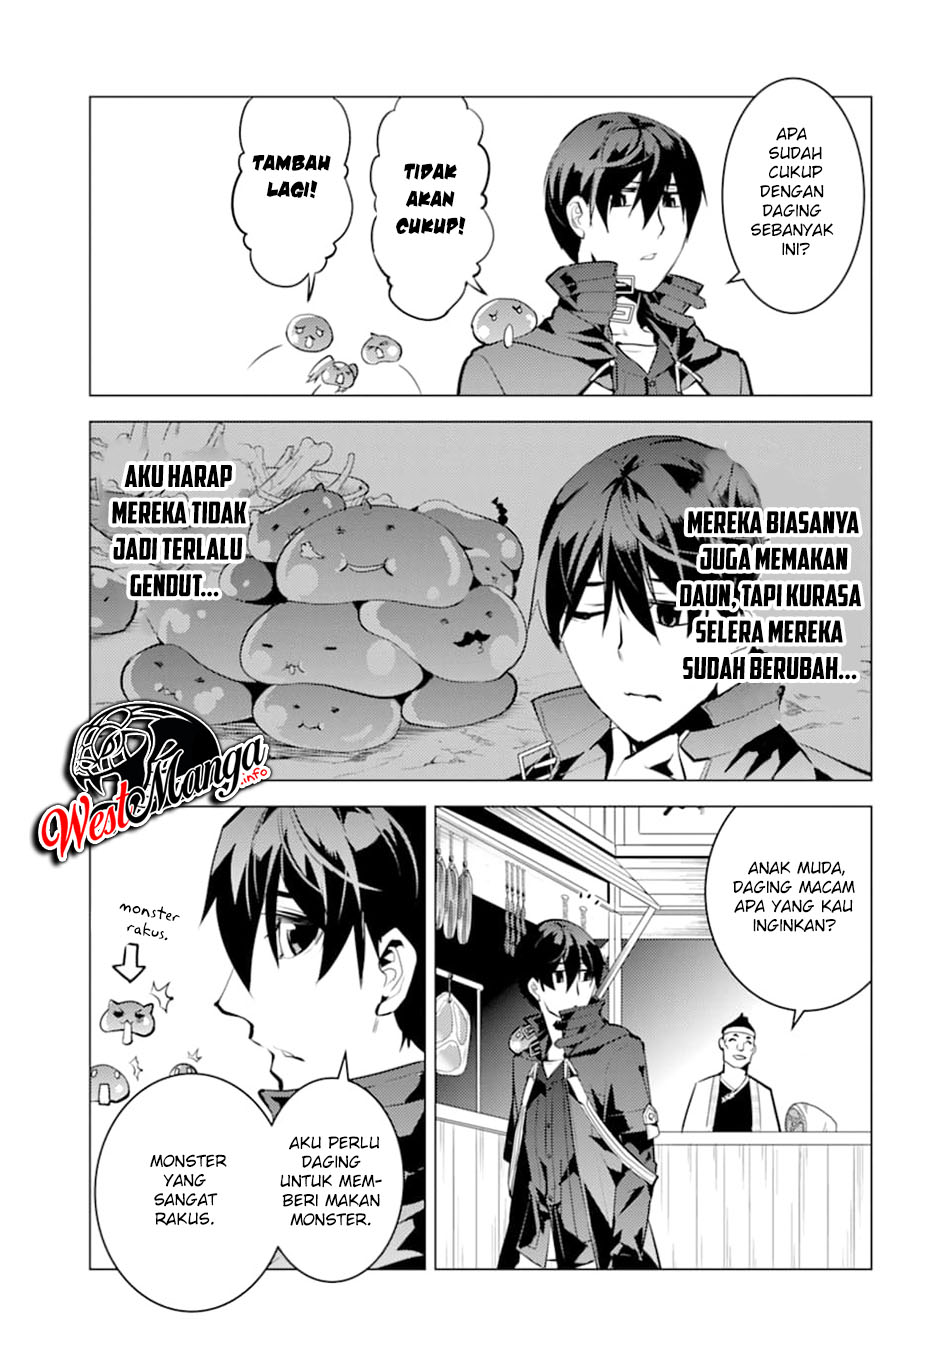 APA
SUDAH
CUKUP
DENGAN
DAGING
SEBANYAK
INI?
TIDAK
AKAN
CUKUP!
TAMBAH
LAGI!
MEREKA BIASANYA
JUGA MEMAKAN
DAUN, TAPI KURASA
SELERA MEREKA
SUDAH BERUBAH...
AKU HARAP
MEREKA TIDAK
JADI TERLALU
GENDUT...
WestManga
.info
ANAK MUDA,
DAGING MACAM
APA YANG KAU
INGINKAN?
AKU PERLU
DAGING
UNTUK MEM-
BERI MAKAN
MONSTER.
MONSTER
YANG
SANGAT
RAKUS.
monster
rakus.